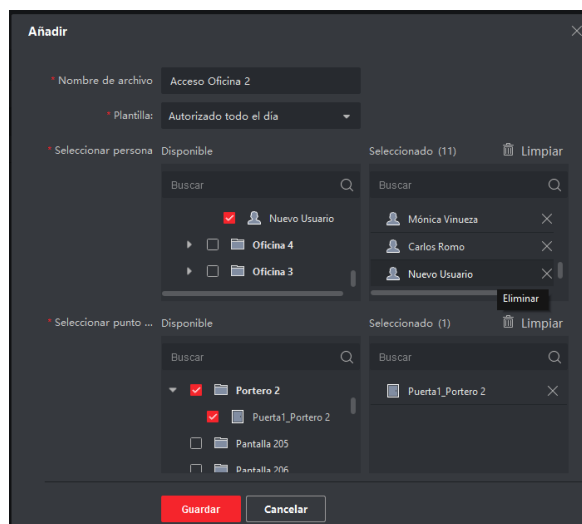 Añadir
* Nombre de archivo Acceso Oficina 2
* Plantilla: Autorizado todo el día
* Seleccionar persona Disponible Seleccionado (11) Limpiar
Buscar Buscar
Nuevo Usuario Mónica Vinueza
Oficina 4 Carlos Romo
Oficina 3 Nuevo Usuario
Eliminar
* Seleccionar punto ... Disponible Seleccionado (1) Limpiar
Buscar Buscar
Portero 2 Puerta1_Portero 2
Puerta1_Portero 2
Pantalla 205
Pantalla 206
Guardar Cancelar